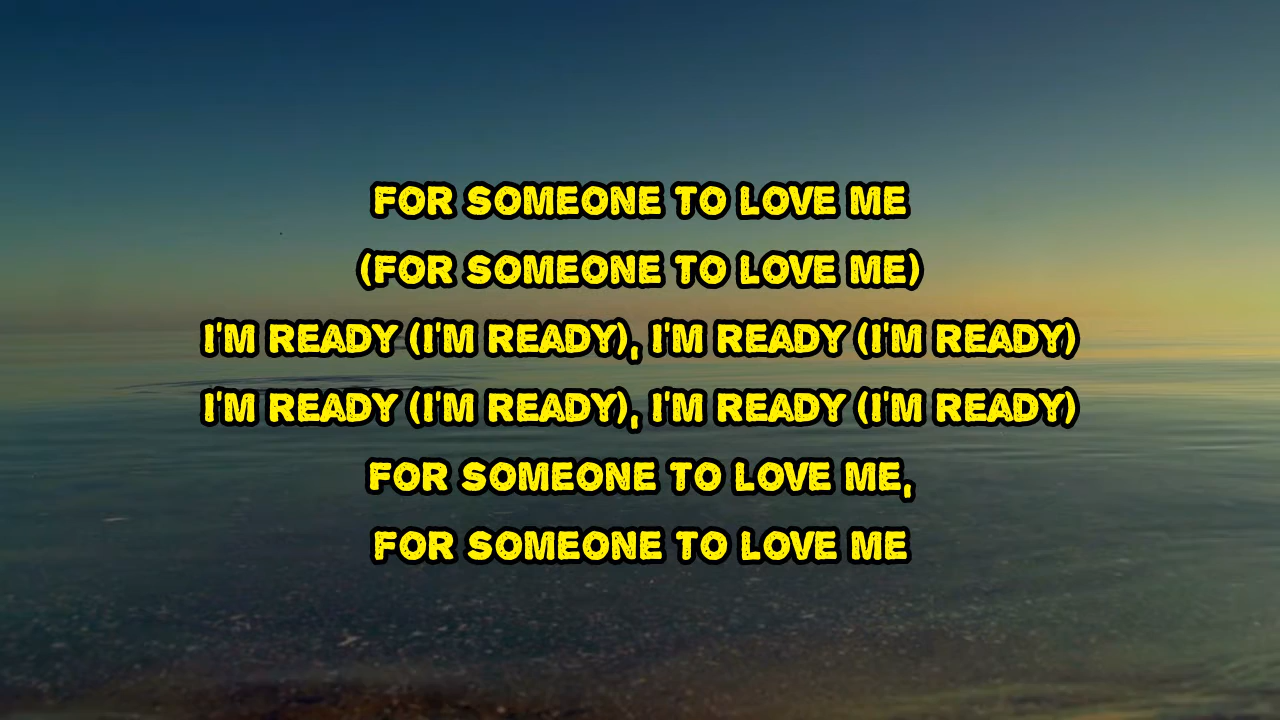 FOR SOMEONE TO LOVE ME
(FOR SOMEONE TO LOVE ME)
I'M READY (I'M READY), I'M READY (I'M READY)
I'M READY (I'M READY), I'M READY (I'M READY)
FOR SOMEONE TO LOVE ME,
FOR SOMEONE TO LOVE ME